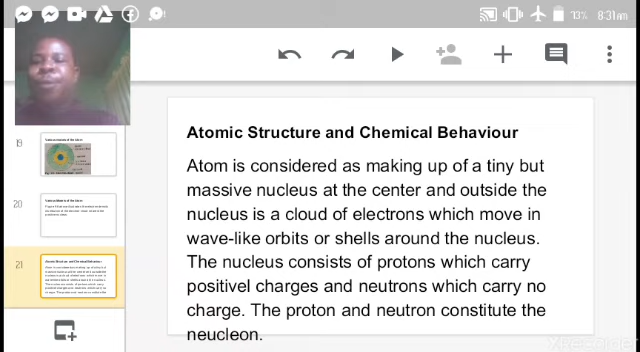 73% 8:31am
Atomic Structure and Chemical Behaviour
Atom is considered as making up of a tiny but
massive nucleus at the center and outside the
nucleus is a cloud of electrons which move in
wave-like orbits or shells around the nucleus.
The nucleus consists of protons which carry
positivel charges and neutrons which carry no
charge. The proton and neutron constitute the
neucleon.
19
20
21